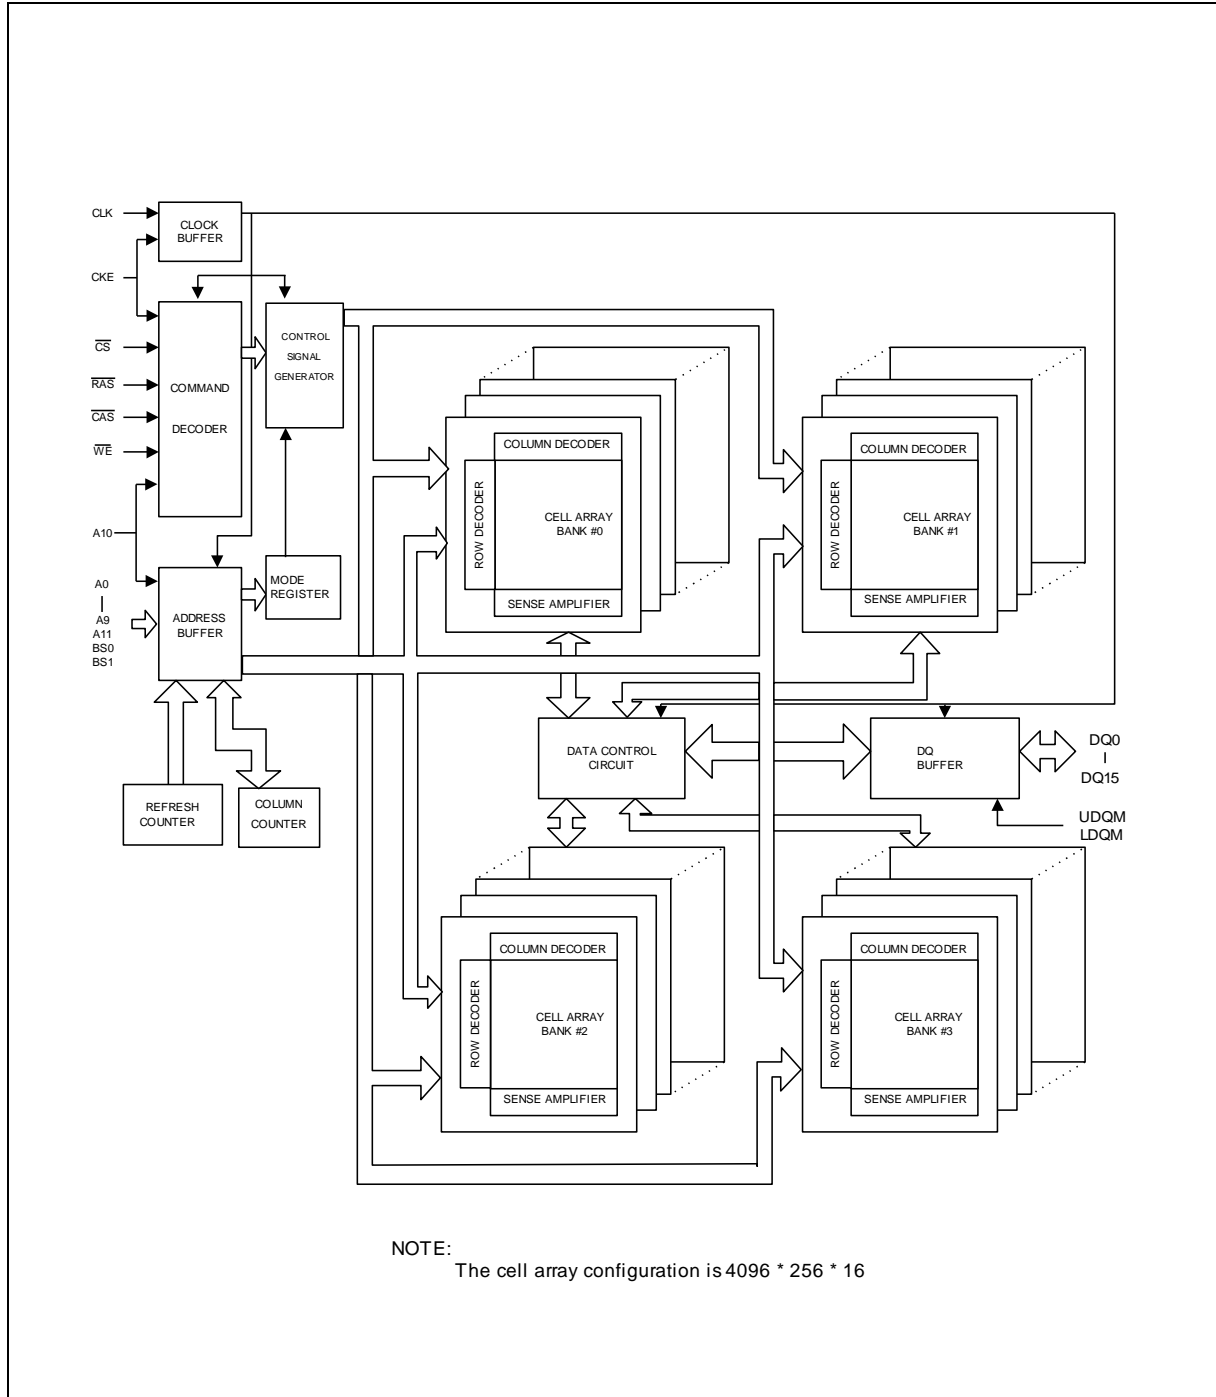 CLK
CLOCK
BUFFER
CKE
CONTROL
SIGNAL
GENERATOR
CS
RAS
COMMAND
CAS
DECODER
WE
A10
A0
A9
A11
BS0
BS1
ADDRESS
BUFFER
MODE
REGISTER
REFRESH
COUNTER
COLUMN
COUNTER
COLUMN DECODER
ROW DECODER
CELL ARRAY
BANK #0
SENSE AMPLIFIER
COLUMN DECODER
ROW DECODER
CELL ARRAY
BANK #1
SENSE AMPLIFIER
DATA CONTROL
CIRCUIT
DQ
BUFFER
DQ0
DQ15
UDQM
LDQM
COLUMN DECODER
ROW DECODER
CELL ARRAY
BANK #2
SENSE AMPLIFIER
COLUMN DECODER
ROW DECODER
CELL ARRAY
BANK #3
SENSE AMPLIFIER
NOTE:
The cell array configuration is 4096 * 256 * 16